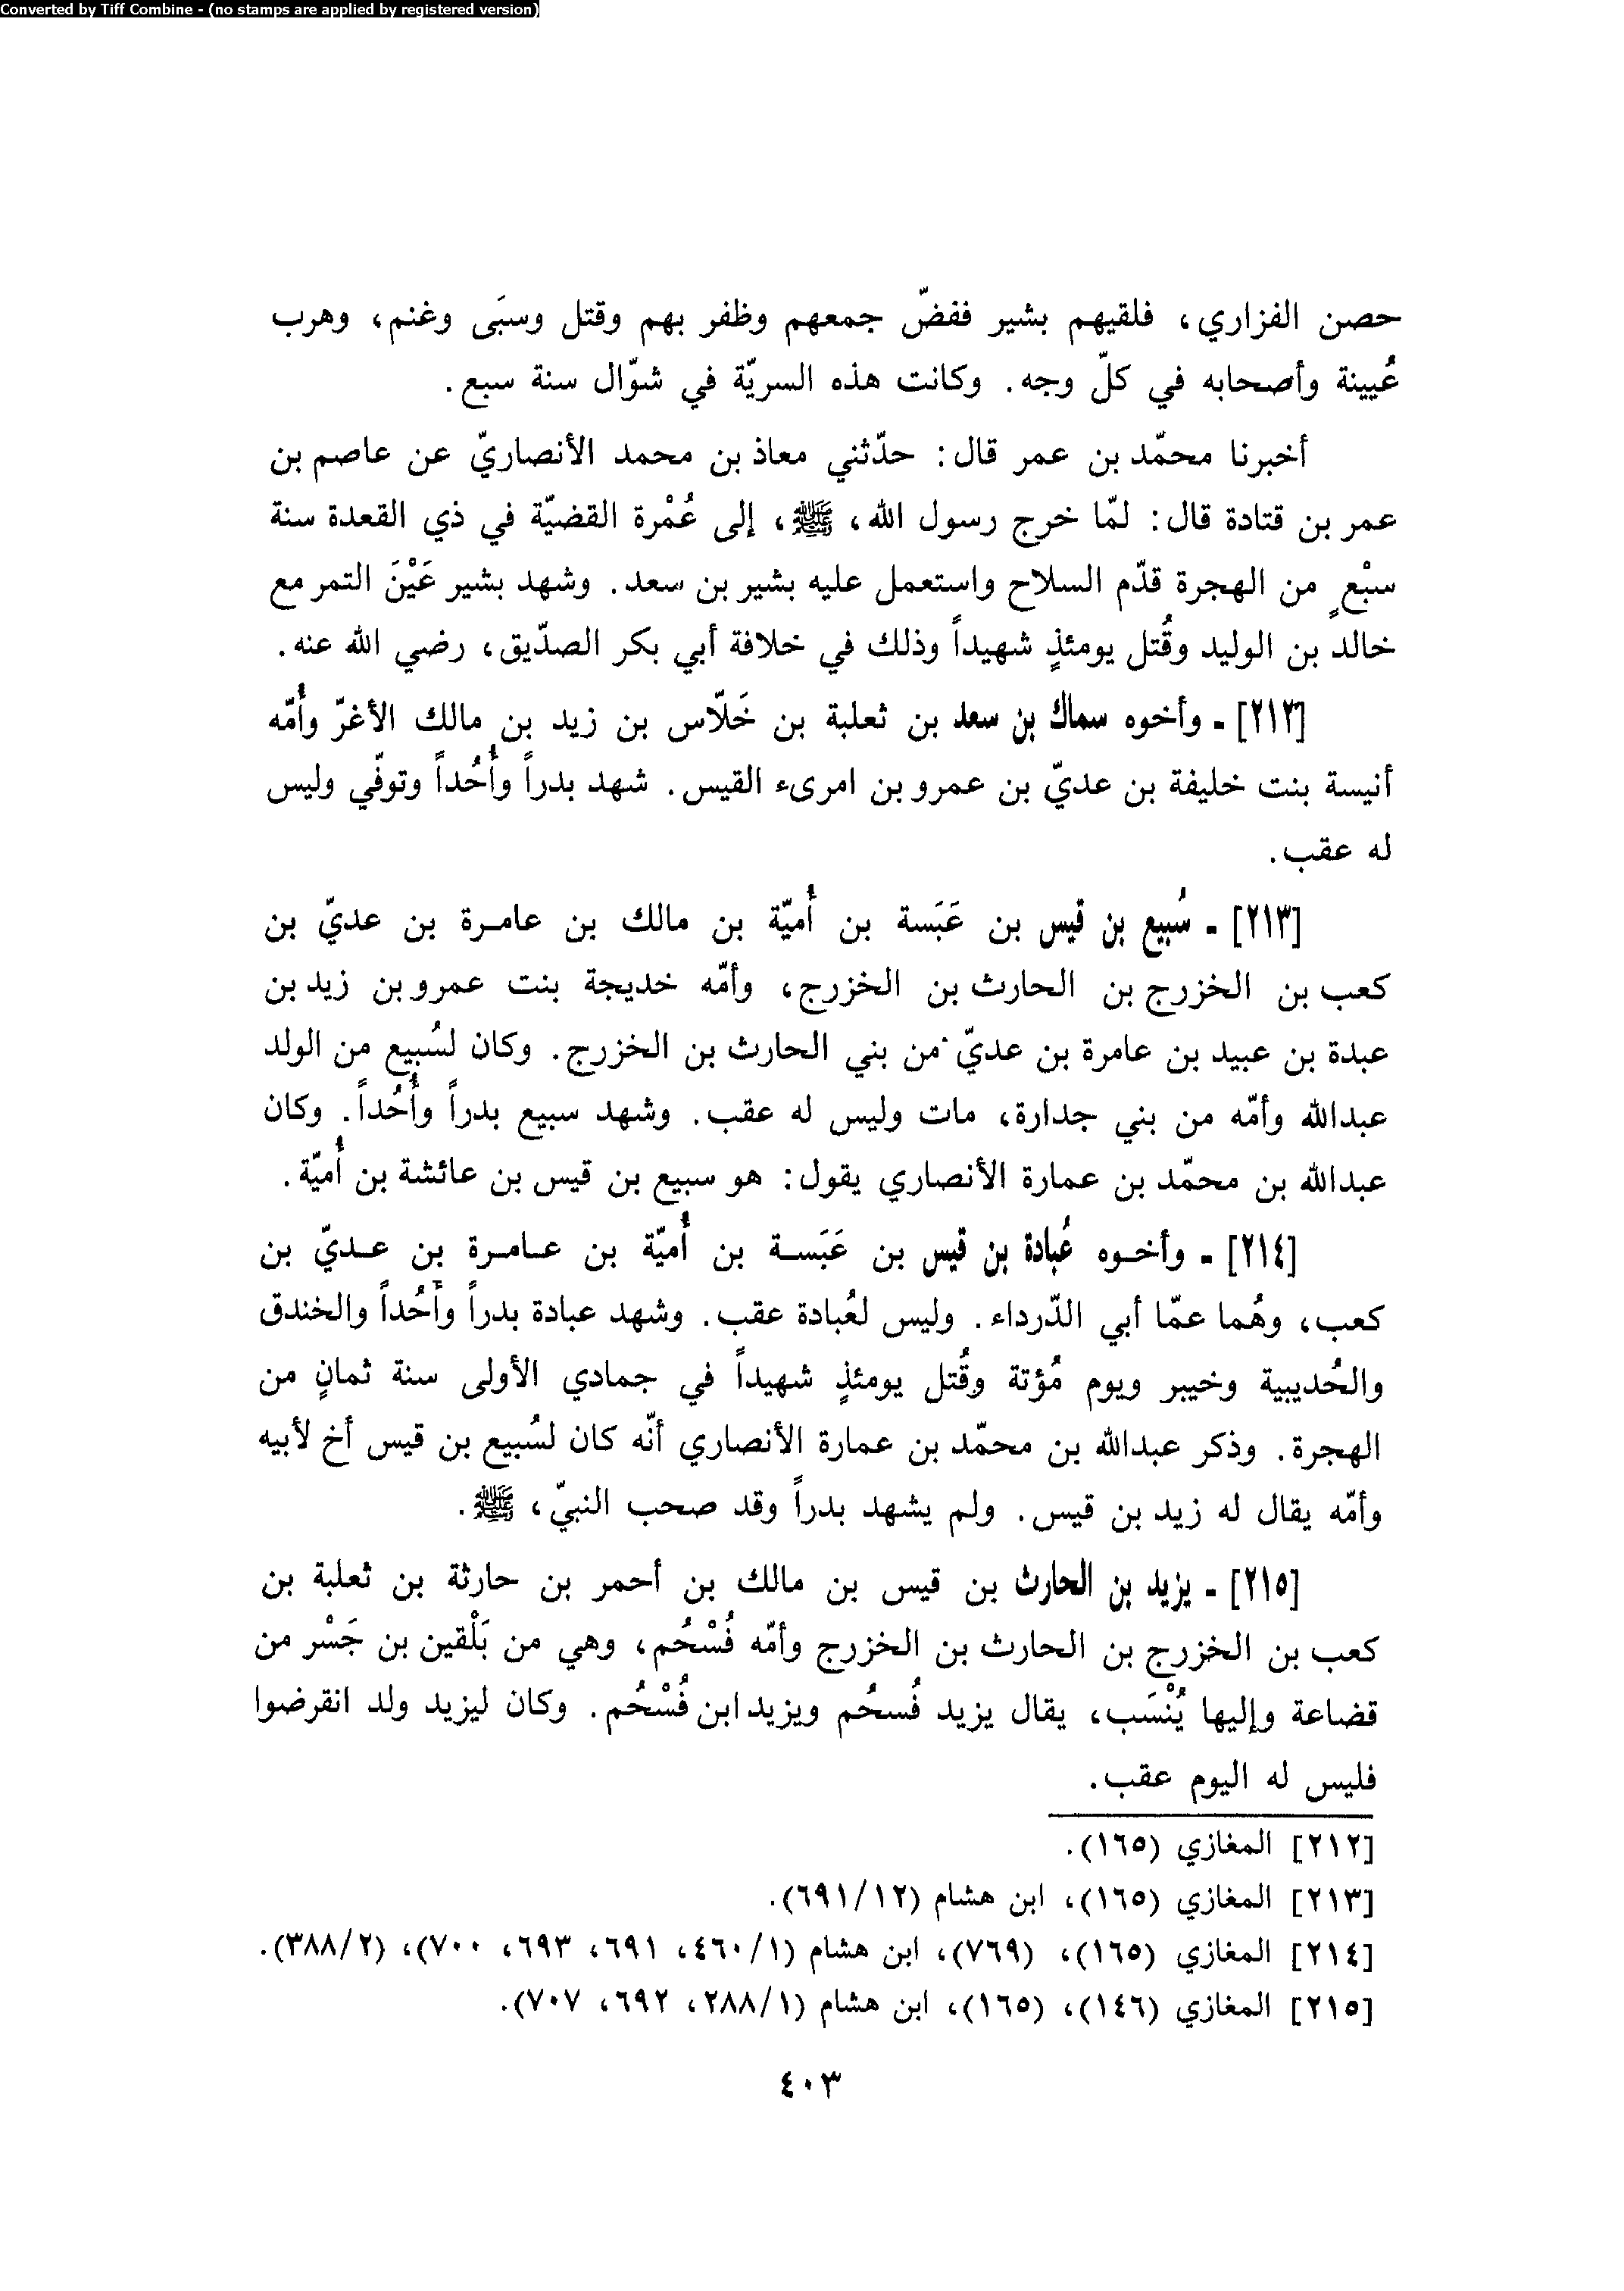 Converted by Tiff Combine - (no stamps are applied by registered version)
حصن الفزاري، فلقيهم بشير ففضّ جمعهم وظفر بهم وقتل وسبَى وغنم، وهرب
عُيينة وأصحابه في كلّ وجه. وكانت هذه السريّة في شوّال سنة سبع.
أخبرنا محمّد بن عمر قال: حدّثني معاذ بن محمد الأنصاريّ عن عاصم بن
عمر بن قتادة قال: لمّا خرج رسول الله، ﷺ، إلى عُمْرة القضيّة في ذي القعدة سنة
سبْعٍ من الهجرة قدّم السلاح واستعمل عليه بشير بن سعد. وشهد بشير عَيْنَ التمر مع
خالد بن الوليد وقُتل يومئذٍ شهيداً وذلك في خلافة أبي بكر الصدّيق، رضي الله عنه.
[٢١٢] ـ وأخوه سماك بن سعد بن ثعلبة بن خَلّاس بن زيد بن مالك الأغرّ وأُمّه
أنيسة بنت خليفة بن عديّ بن عمرو بن امرىء القيس. شهد بدراً وأُحُداً وتوفّي وليس
له عقب.
[٢١٣] ـ سُبيع بن قيس بن عَبَسة بن أُميّة بن مالك بن عامرة بن عديّ بن
كعب بن الخزرج بن الحارث بن الخزرج، وأمّه خديجة بنت عمرو بن زيد بن
عبدة بن عبيد بن عامرة بن عديّ من بني الحارث بن الخزرج. وكان لسُبيع من الولد
عبدالله وأمّه من بني جدارة، مات وليس له عقب. وشهد سبيع بدراً وأُحُداً. وكان
عبدالله بن محمّد بن عمارة الأنصاري يقول: هو سبيع بن قيس بن عائشة بن أُميّة.
[٢١٤] ـ وأخوه عُبادة بن قيس بن عَبَسة بن أُميّة بن عامرة بن عديّ بن
كعب، وهُما عمّا أبي الدّرداء. وليس لعُبادة عقب. وشهد عبادة بدراً وأُحُداً والخندق
والحُديبية وخيبر ويوم مُؤتة وقُتل يومئذٍ شهيداً في جمادي الأولى سنة ثمانٍ من
الهجرة. وذكر عبدالله بن محمّد بن عمارة الأنصاري أنّه كان لسُبيع بن قيس أخ لأبيه
وأمّه يقال له زيد بن قيس. ولم يشهد بدراً وقد صحب النبيّ، ﷺ.
[٢١٥] ـ يزيد بن الحارث بن قيس بن مالك بن أحمر بن حارثة بن ثعلبة بن
كعب بن الخزرج بن الحارث بن الخزرج وأمّه فُسْحُم، وهي من بَلْقين بن جَسْر من
قضاعة وإليها يُنْسَب، يقال يزيد فُسحُم ويزيد ابن فُسْحُم. وكان ليزيد ولد انقرضوا
فليس له اليوم عقب.
[٢١٢] المغازي (١٦٥).
[٢١٣] المغازي (١٦٥)، ابن هشام (٦٩١/١٢).
[٢١٤] المغازي (١٦٥)، (٧٦٩)، ابن هشام (٤٦٠/١، ٦٩١، ٦٩٣، ٧٠٠)، (٣٨٨/٢).
[٢١٥] المغازي (١٤٦)، (١٦٥)، ابن هشام (٢٨٨/١، ٦٩٢، ٧٠٧).
٤٠٣